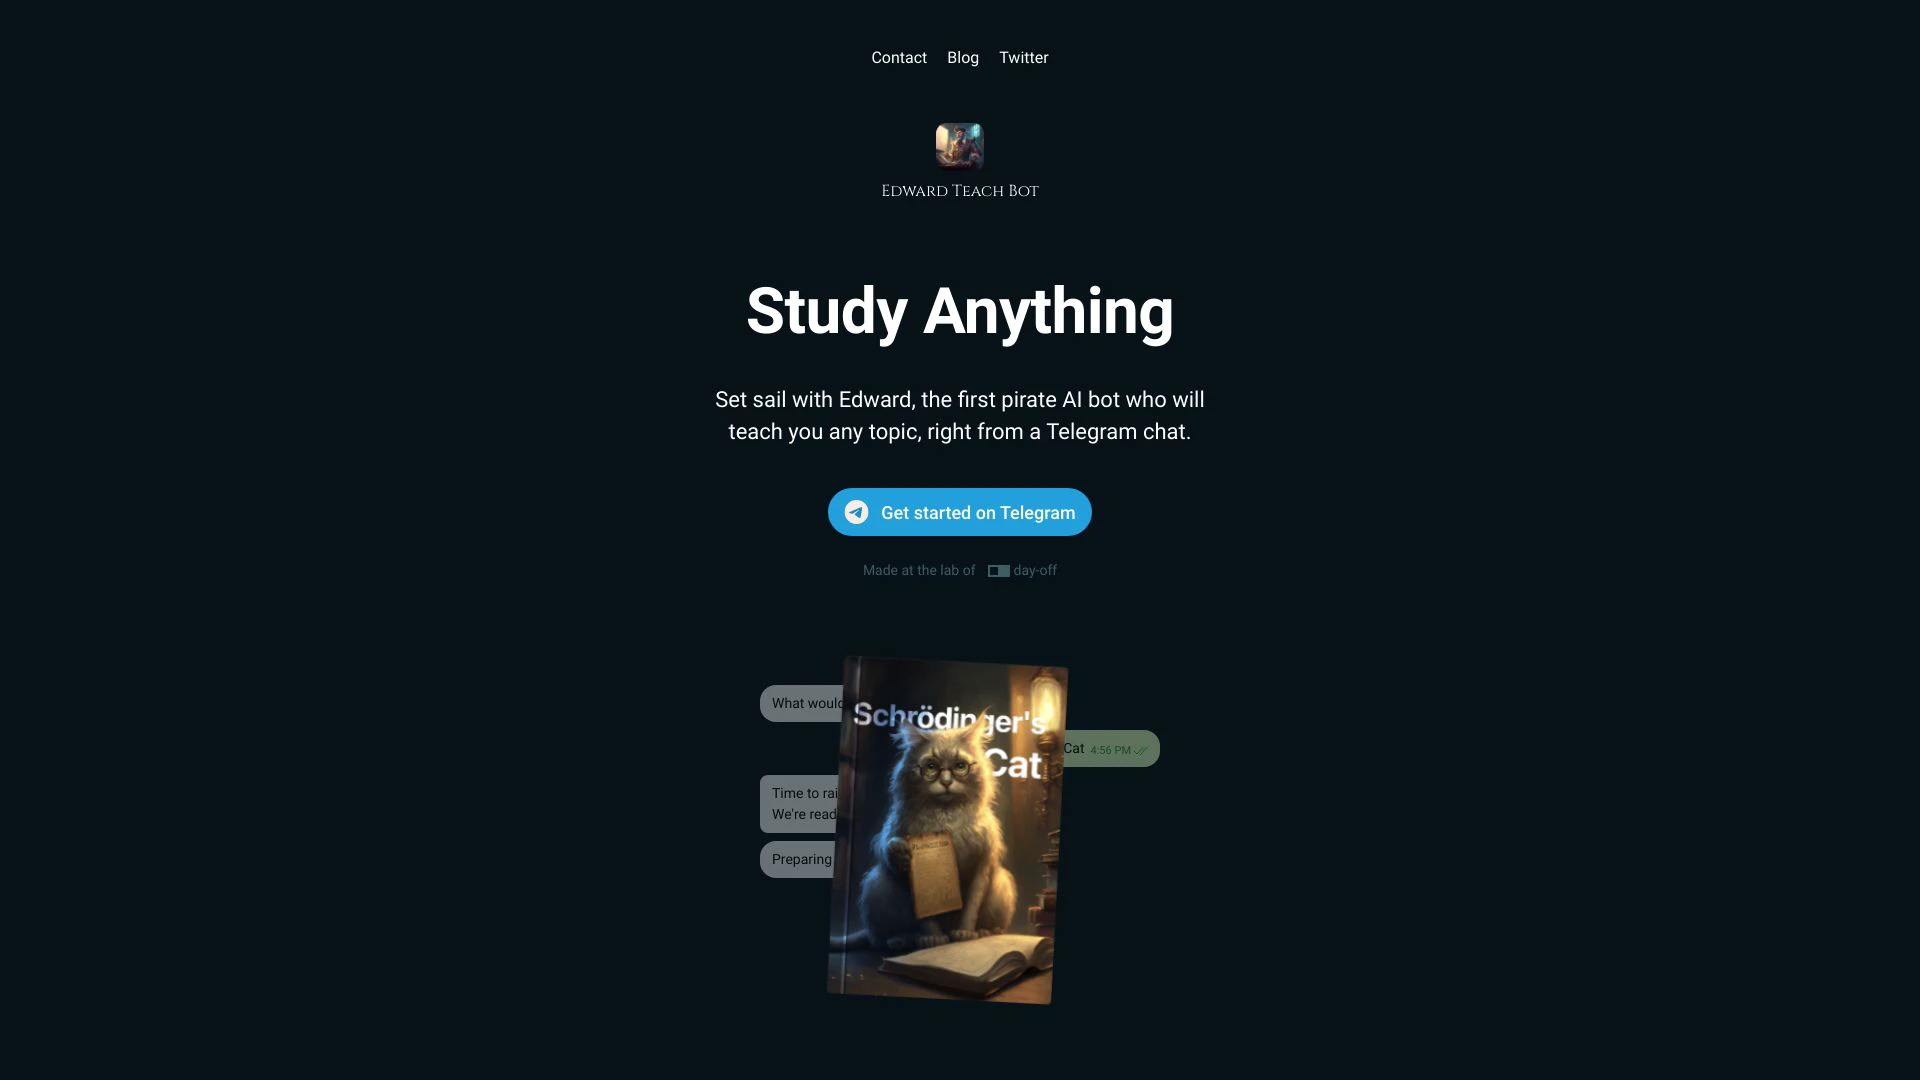 Contact Blog Twitter
Edward Teach Bot
Study Anything
Set sail with Edward, the first pirate AI bot who will
teach you any topic, right from a Telegram chat.
Get started on Telegram
Made at the lab of day-off
What would
Schrödinger's
Cat
Cat 4:56 PM
Time to rai
We're read
Preparing